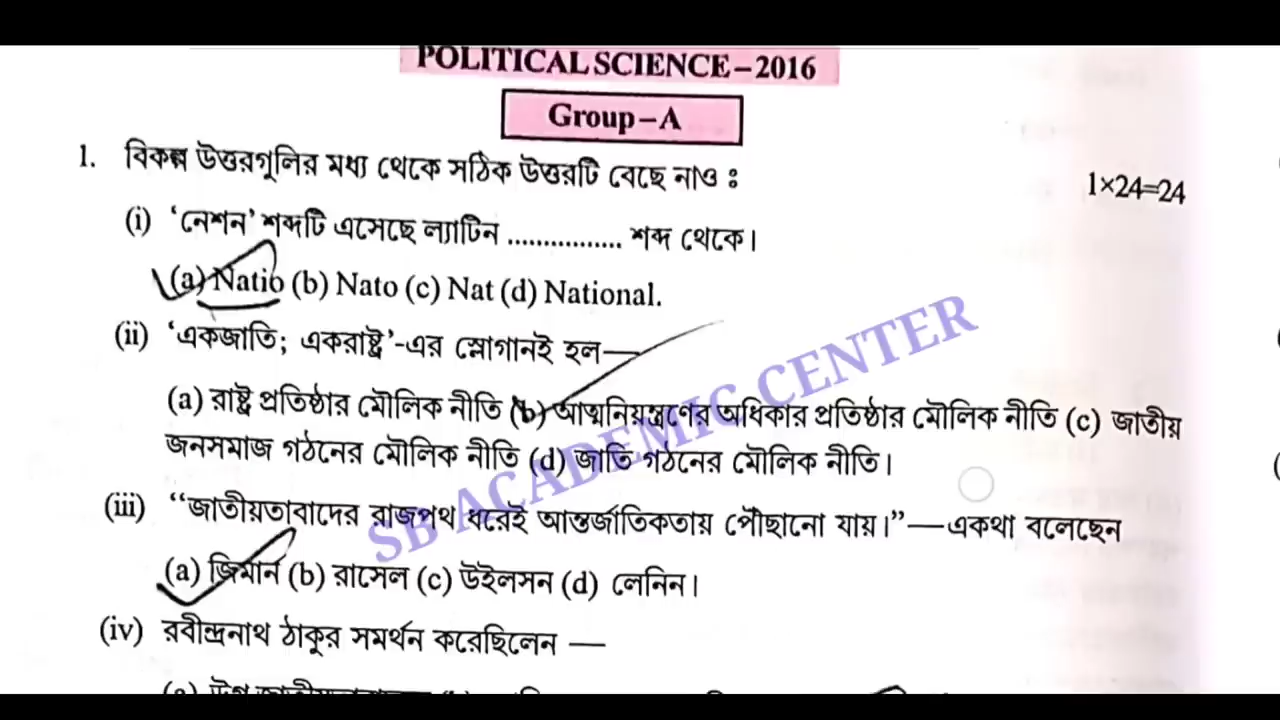 POLITICAL SCIENCE – 2016
Group – A
1. বিকল্প উত্তরগুলির মধ্য থেকে সঠিক উত্তরটি বেছে নাও ঃ
1×24=24
(i) ‘নেশন’ শব্দটি এসেছে ল্যাটিন ................ শব্দ থেকে।
(a) Natio (b) Nato (c) Nat (d) National.
(ii) ‘একজাতি; একরাষ্ট্র’-এর স্লোগানই হল—
(a) রাষ্ট্র প্রতিষ্ঠার মৌলিক নীতি (b) আত্মনিয়ন্ত্রণের অধিকার প্রতিষ্ঠার মৌলিক নীতি (c) জাতীয়
জনসমাজ গঠনের মৌলিক নীতি (d) জাতি গঠনের মৌলিক নীতি।
(iii) “জাতীয়তাবাদের রাজপথ ধরেই আন্তর্জাতিকতায় পৌঁছানো যায়।” —একথা বলেছেন
(a) জিমার্ন (b) রাসেল (c) উইলসন (d) লেনিন।
(iv) রবীন্দ্রনাথ ঠাকুর সমর্থন করেছিলেন —
SB ACADEMIC CENTER